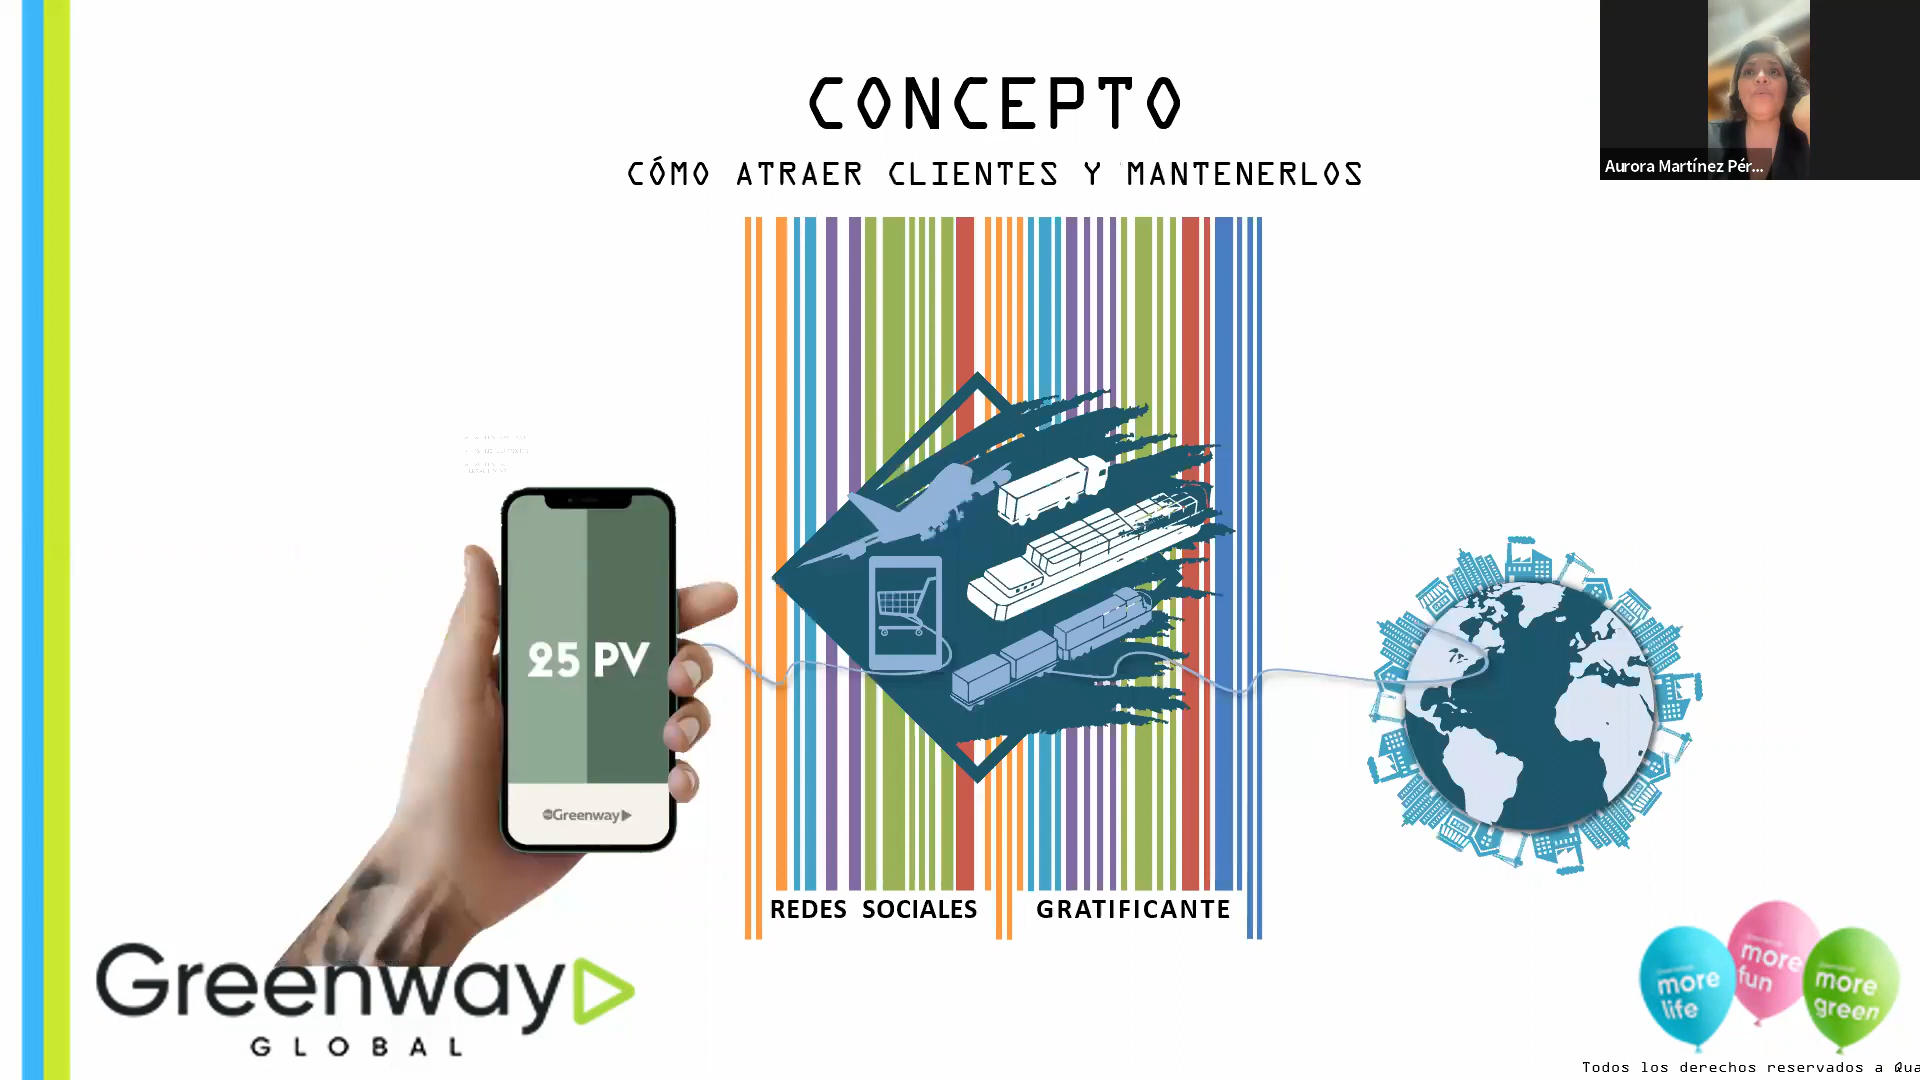 CONCEPTO
CÓMO ATRAER CLIENTES Y MANTENERLOS
Aurora Martínez Pér...
25 PV
Greenway
REDES SOCIALES GRATIFICANTE
Greenway
GLOBAL
more
life
more
fun
more
green
Todos los derechos reservados a Qua